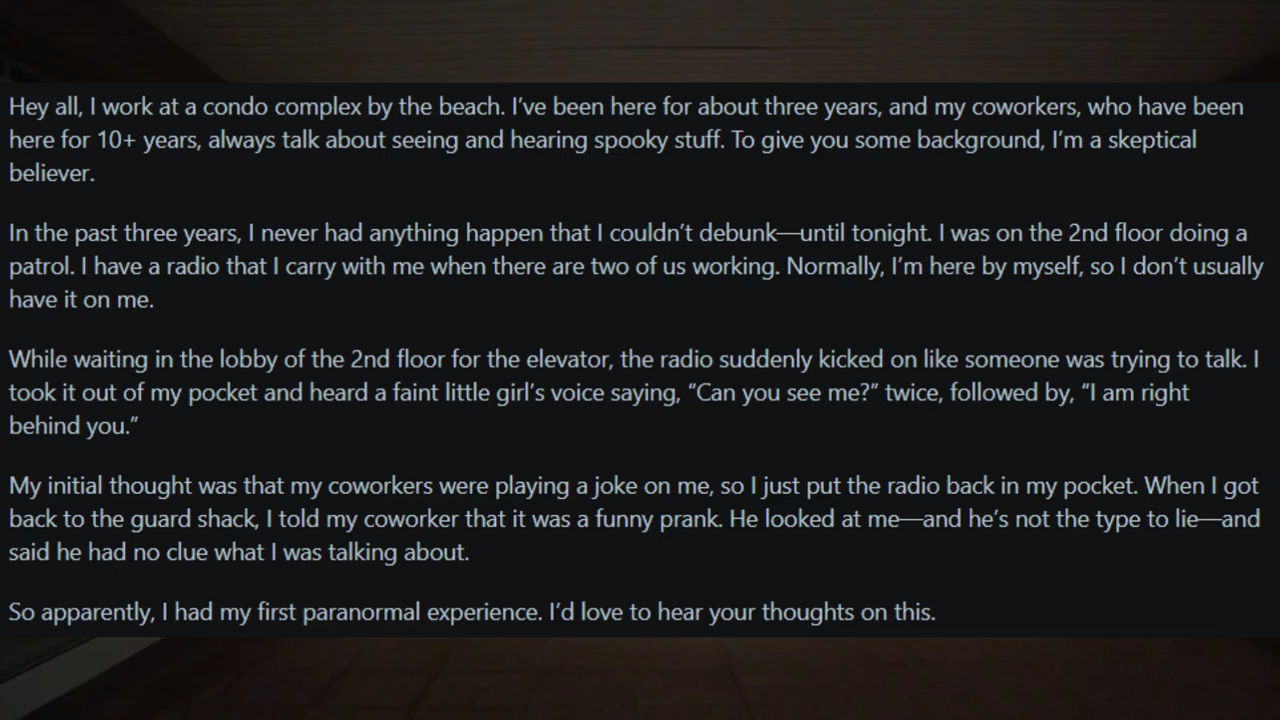 Hey all, I work at a condo complex by the beach. I’ve been here for about three years, and my coworkers, who have been
here for 10+ years, always talk about seeing and hearing spooky stuff. To give you some background, I’m a skeptical
believer.
In the past three years, I never had anything happen that I couldn’t debunk—until tonight. I was on the 2nd floor doing a
patrol. I have a radio that I carry with me when there are two of us working. Normally, I’m here by myself, so I don’t usually
have it on me.
While waiting in the lobby of the 2nd floor for the elevator, the radio suddenly kicked on like someone was trying to talk. I
took it out of my pocket and heard a faint little girl’s voice saying, “Can you see me?” twice, followed by, “I am right
behind you.”
My initial thought was that my coworkers were playing a joke on me, so I just put the radio back in my pocket. When I got
back to the guard shack, I told my coworker that it was a funny prank. He looked at me—and he’s not the type to lie—and
said he had no clue what I was talking about.
So apparently, I had my first paranormal experience. I’d love to hear your thoughts on this.